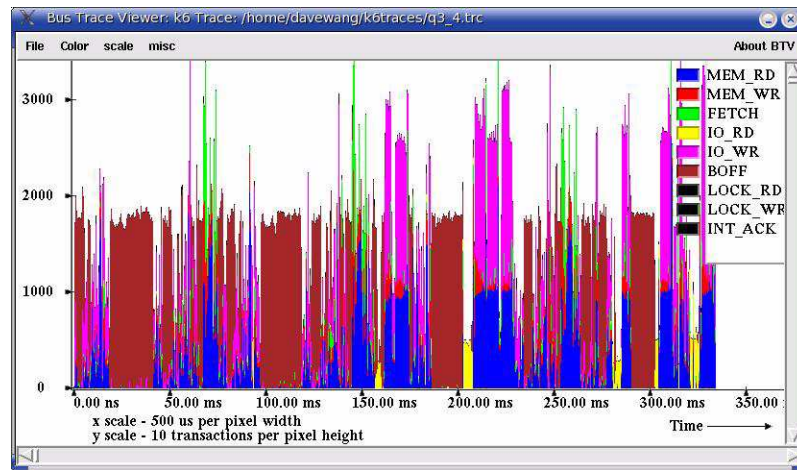 Bus Trace Viewer: k6 Trace: /home/davewang/k6traces/q3_4.trc
File Color scale misc About BTV
MEM_RD
MEM_WR
FETCH
IO_RD
IO_WR
BOFF
LOCK_RD
LOCK_WR
INT_ACK
3000
2000
1000
0
0.00 ns 50.00 ms 100.00 ms 150.00 ms 200.00 ms 250.00 ms 300.00 ms 350.00
x scale - 500 us per pixel width
y scale - 10 transactions per pixel height
Time